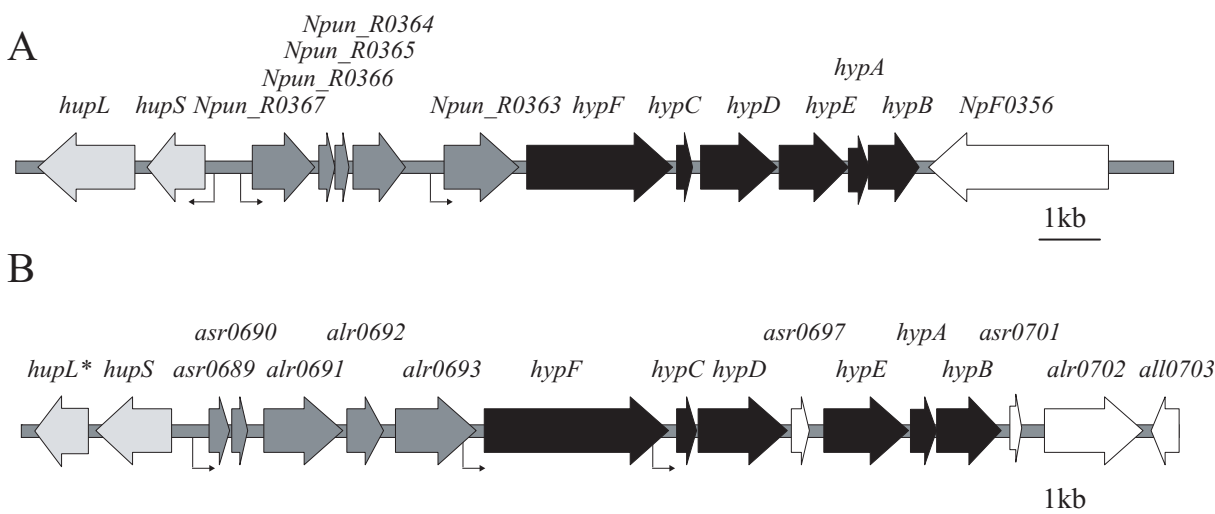 A
Npun_R0364
Npun_R0365
Npun_R0366
hypA
hupL hupS Npun_R0367 Npun_R0363 hypF hypC hypD hypE hypB NpF0356
1kb
B
asr0690 alr0692 asr0697 hypA asr0701
hupL* hupS asr0689 alr0691 alr0693 hypF hypC hypD hypE hypB alr0702 all0703
1kb